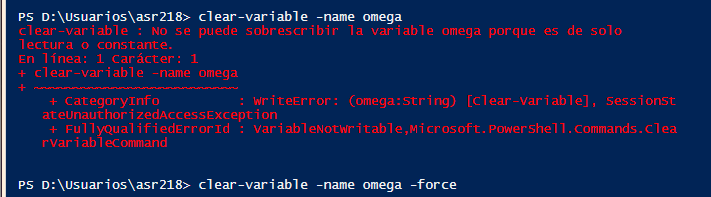 PS D:\Usuarios\asr218> clear-variable -name omega
clear-variable : No se puede sobrescribir la variable omega porque es de solo
lectura o constante.
En línea: 1 Carácter: 1
+ clear-variable -name omega
+ ~~~~~~~~~~~~~~~~~~~~~~~~~~
    + CategoryInfo          : WriteError: (omega:String) [Clear-Variable], SessionSt
   ateUnauthorizedAccessException
    + FullyQualifiedErrorId : VariableNotWritable,Microsoft.PowerShell.Commands.Clea
   rVariableCommand
PS D:\Usuarios\asr218> clear-variable -name omega -force